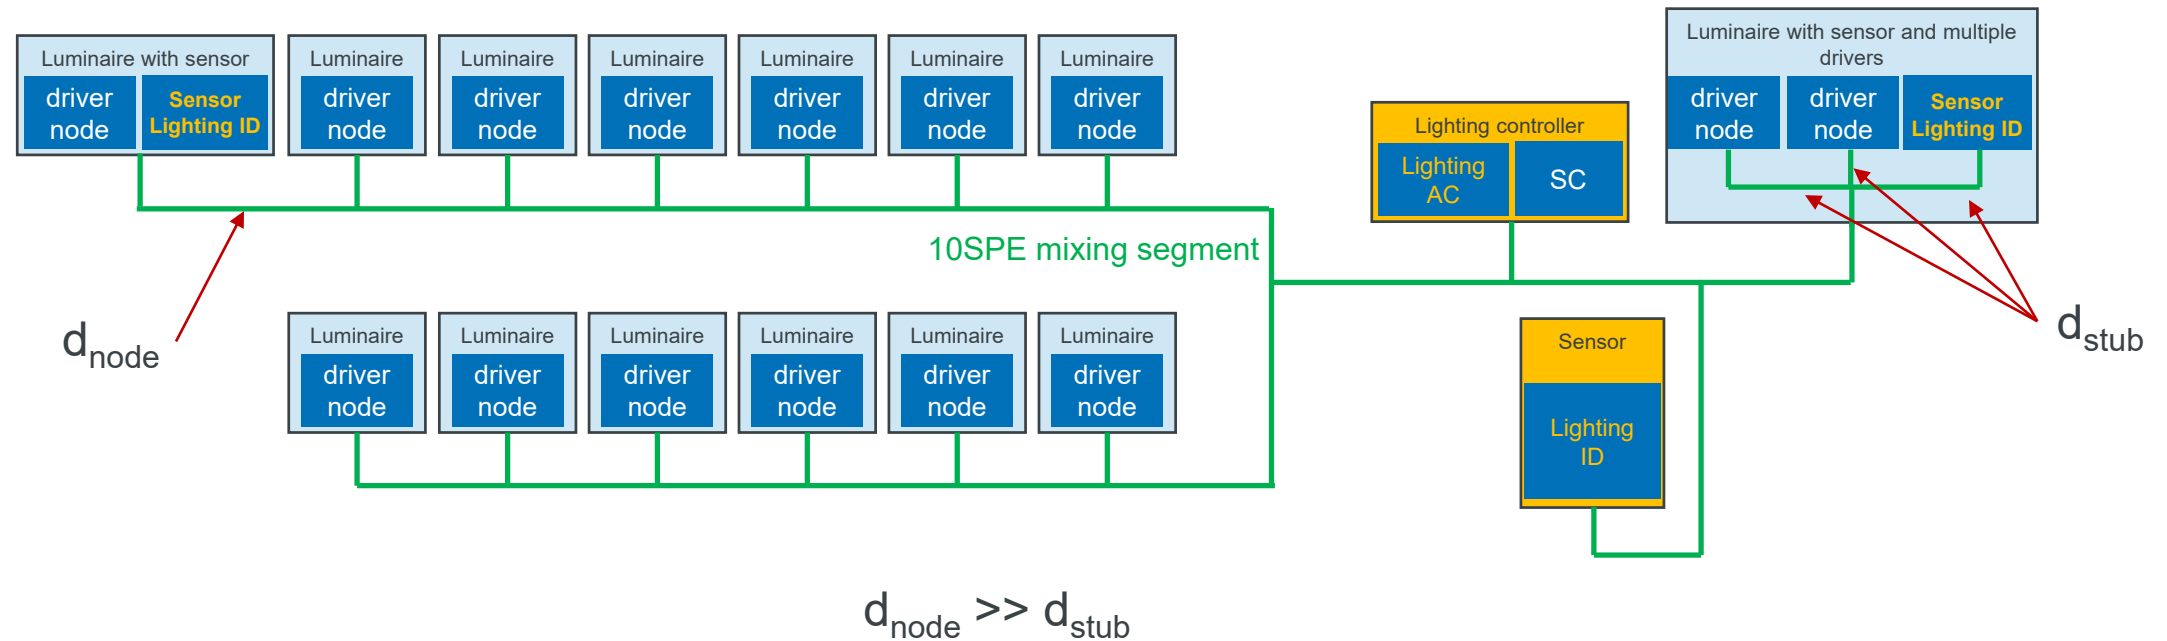 Luminaire with sensor
driver
node
Sensor
Lighting ID
Luminaire
driver
node
Luminaire
driver
node
Luminaire
driver
node
Luminaire
driver
node
Luminaire
driver
node
Luminaire
driver
node
Lighting controller
Lighting
AC
SC
Luminaire with sensor and multiple
drivers
driver
node
driver
node
Sensor
Lighting ID
10SPE mixing segment
dnode
dstub
Luminaire
driver
node
Luminaire
driver
node
Luminaire
driver
node
Luminaire
driver
node
Luminaire
driver
node
Luminaire
driver
node
Sensor
Lighting
ID
dnode >> dstub